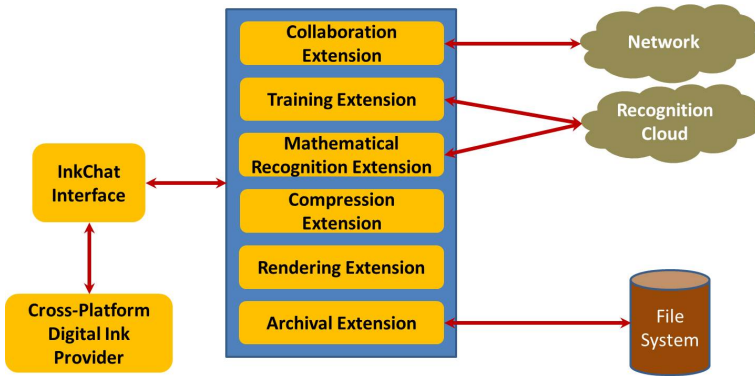 Collaboration
Extension
Network
Training Extension
Recognition
Cloud
Mathematical
Recognition Extension
InkChat
Interface
Compression
Extension
Rendering Extension
Cross-Platform
Digital Ink
Provider
Archival Extension
File
System